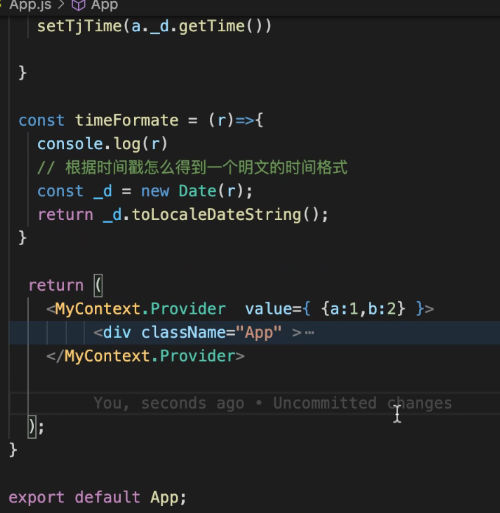 App.js > App
setTjTime(a._d.getTime())
}
const timeFormate = (r)=>{
console.log(r)
// 根据时间戳怎么得到一个明文的时间格式
const _d = new Date(r);
return _d.toLocaleDateString();
}
return (
<MyContext.Provider  value={ {a:1,b:2} }>
<div className="App" >⋯
</MyContext.Provider>
You, seconds ago • Uncommitted changes
);
}
export default App;